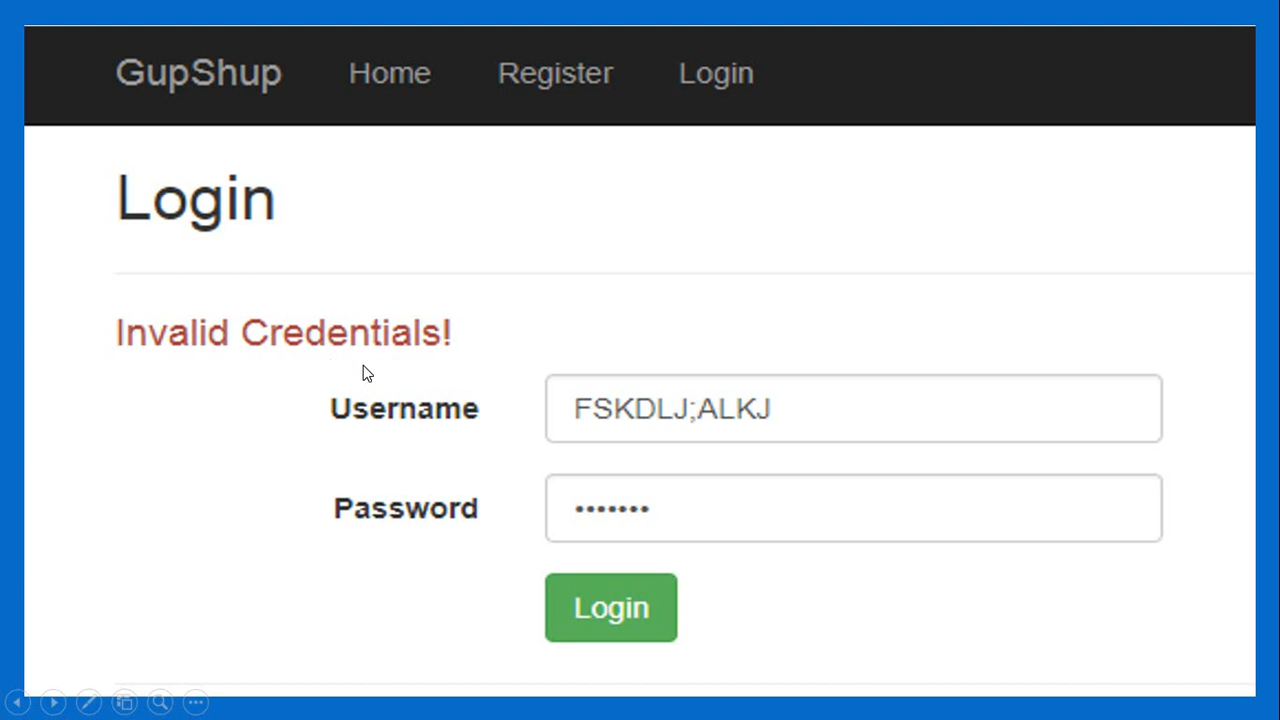 GupShup Home Register Login
Login
Invalid Credentials!
Username FSKDLJ;ALKJ
Password •••••••
Login